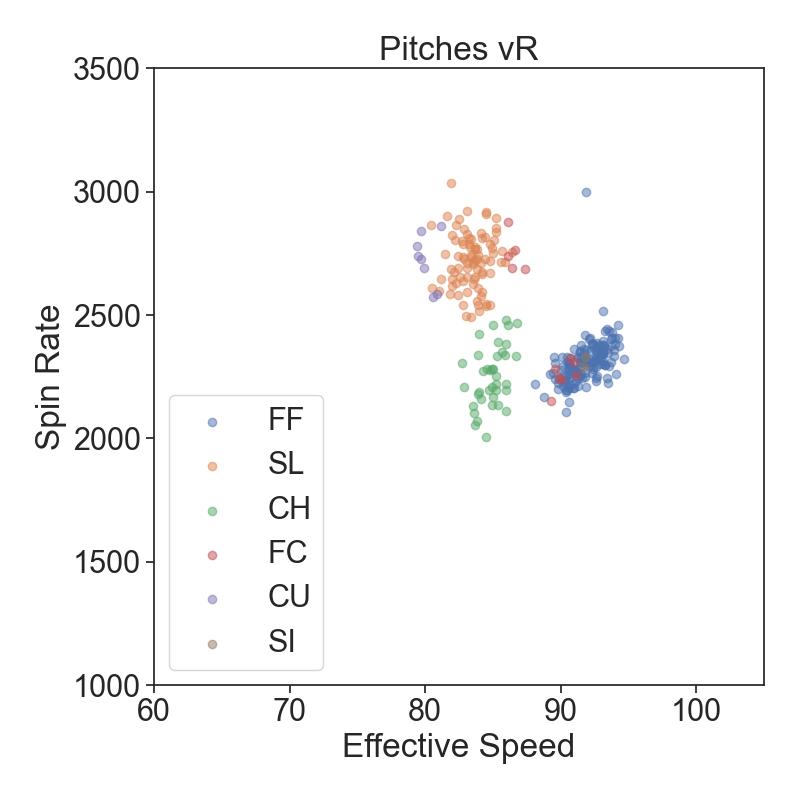 Pitches vR
3500
3000
2500
2000
1500
1000
Spin Rate
FF
SL
CH
FC
CU
SI
60 70 80 90 100
Effective Speed